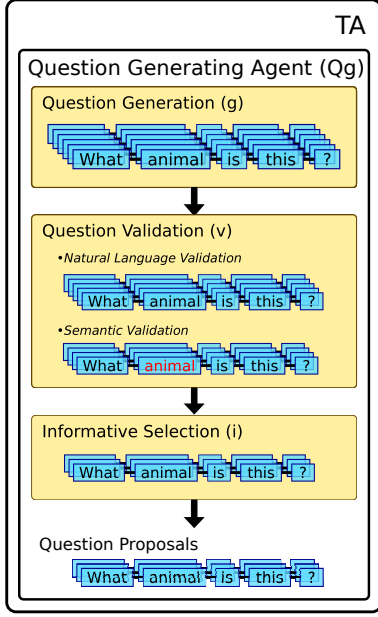 TA
Question Generating Agent (Qg)
Question Generation (g)
What animal is this ?
Question Validation (v)
•Natural Language Validation
What animal is this ?
•Semantic Validation
What animal is this ?
Informative Selection (i)
What animal is this ?
Question Proposals
What animal is this ?